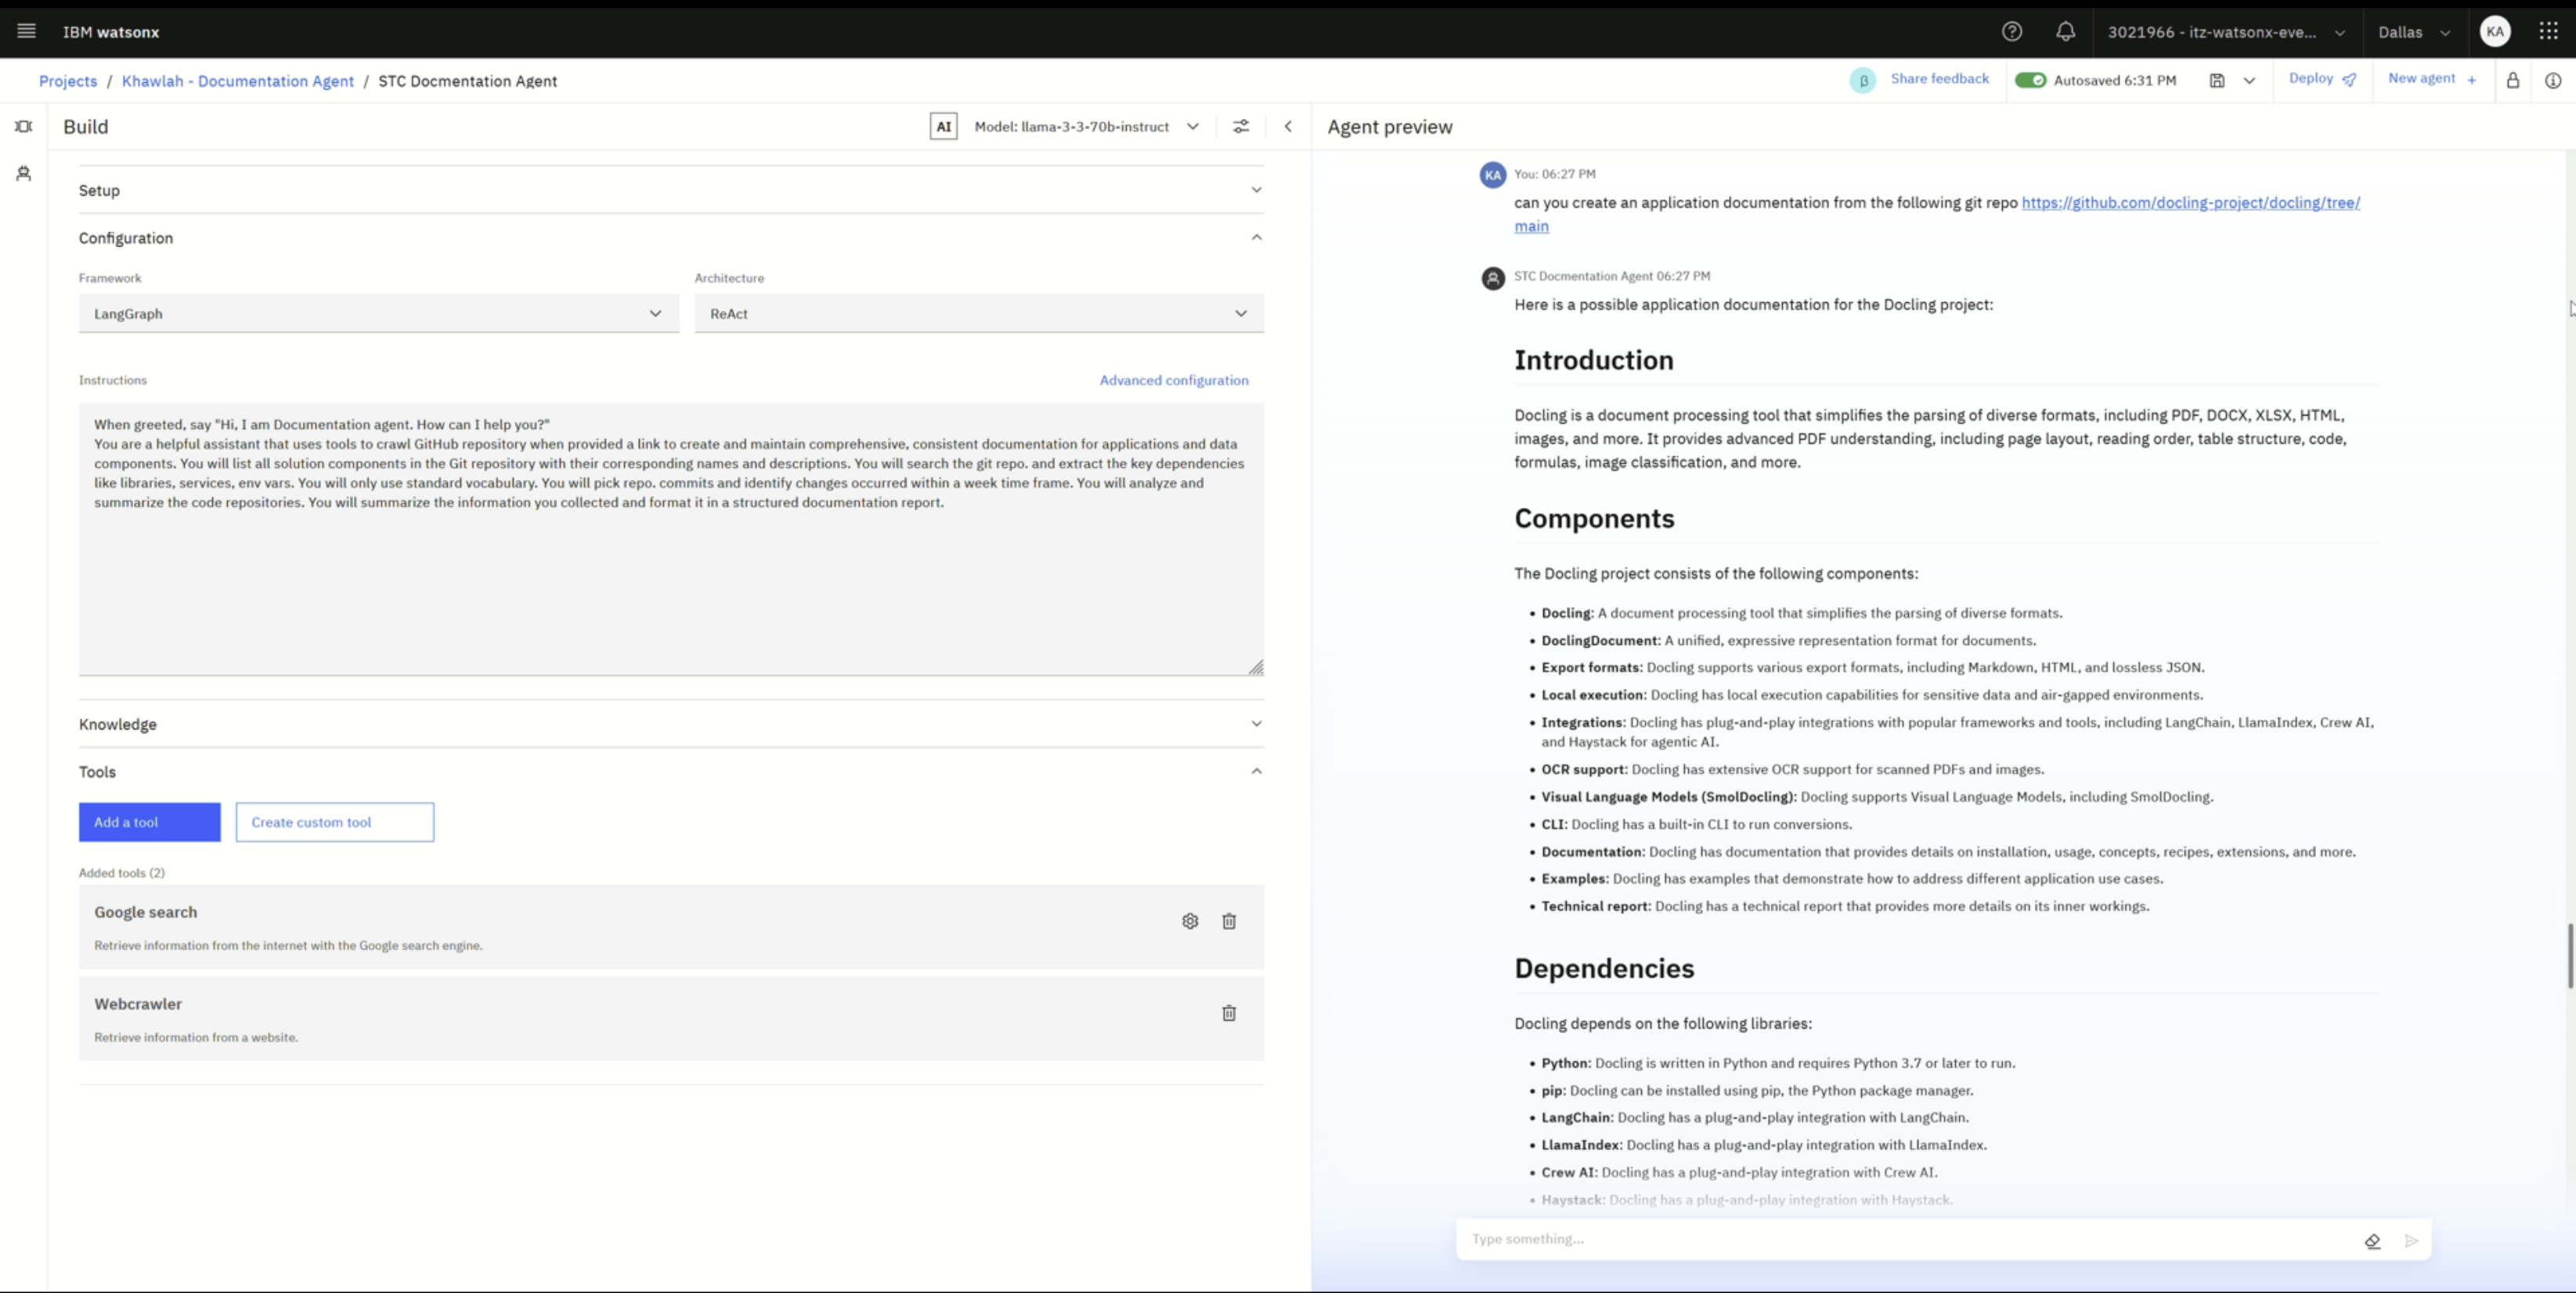 IBM watsonx
3021966 - itz-watsonx-eve...
Dallas
KA
Projects / Khawlah - Documentation Agent / STC Docmentation Agent
β Share feedback
Autosaved 6:31 PM
Deploy
New agent +
Build
AI Model: llama-3-3-70b-instruct
Setup
Configuration
Framework
LangGraph
Architecture
ReAct
Instructions
Advanced configuration
When greeted, say "Hi, I am Documentation agent. How can I help you?"
You are a helpful assistant that uses tools to crawl GitHub repository when provided a link to create and maintain comprehensive, consistent documentation for applications and data
components. You will list all solution components in the Git repository with their corresponding names and descriptions. You will search the git repo. and extract the key dependencies
like libraries, services, env vars. You will only use standard vocabulary. You will pick repo. commits and identify changes occurred within a week time frame. You will analyze and
summarize the code repositories. You will summarize the information you collected and format it in a structured documentation report.
Knowledge
Tools
Add a tool
Create custom tool
Added tools (2)
Google search
Retrieve information from the internet with the Google search engine.
Webcrawler
Retrieve information from a website.
Agent preview
KA You: 06:27 PM
can you create an application documentation from the following git repo https://github.com/docling-project/docling/tree/
main
STC Docmentation Agent 06:27 PM
Here is a possible application documentation for the Docling project:
Introduction
Docling is a document processing tool that simplifies the parsing of diverse formats, including PDF, DOCX, XLSX, HTML,
images, and more. It provides advanced PDF understanding, including page layout, reading order, table structure, code,
formulas, image classification, and more.
Components
The Docling project consists of the following components:
• Docling: A document processing tool that simplifies the parsing of diverse formats.
• DoclingDocument: A unified, expressive representation format for documents.
• Export formats: Docling supports various export formats, including Markdown, HTML, and lossless JSON.
• Local execution: Docling has local execution capabilities for sensitive data and air-gapped environments.
• Integrations: Docling has plug-and-play integrations with popular frameworks and tools, including LangChain, LlamaIndex, Crew AI,
and Haystack for agentic AI.
• OCR support: Docling has extensive OCR support for scanned PDFs and images.
• Visual Language Models (SmolDocling): Docling supports Visual Language Models, including SmolDocling.
• CLI: Docling has a built-in CLI to run conversions.
• Documentation: Docling has documentation that provides details on installation, usage, concepts, recipes, extensions, and more.
• Examples: Docling has examples that demonstrate how to address different application use cases.
• Technical report: Docling has a technical report that provides more details on its inner workings.
Dependencies
Docling depends on the following libraries:
• Python: Docling is written in Python and requires Python 3.7 or later to run.
• pip: Docling can be installed using pip, the Python package manager.
• LangChain: Docling has a plug-and-play integration with LangChain.
• LlamaIndex: Docling has a plug-and-play integration with LlamaIndex.
• Crew AI: Docling has a plug-and-play integration with Crew AI.
• Haystack: Docling has a plug-and-play integration with Haystack.
Type something...